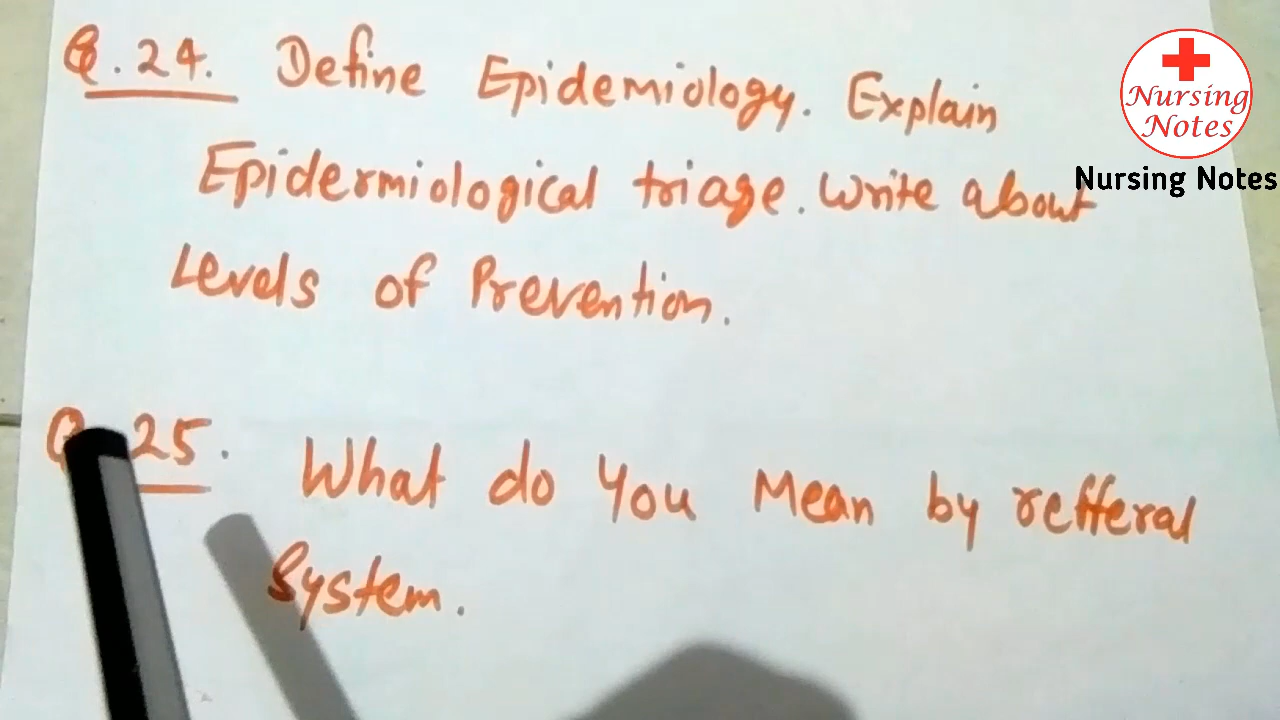 Q.24. Define Epidemiology. Explain
Epidermiological triage. Write about
Levels of Prevention.
Q 25. What do You Mean by refferal
System.
Nursing
Notes
Nursing Notes